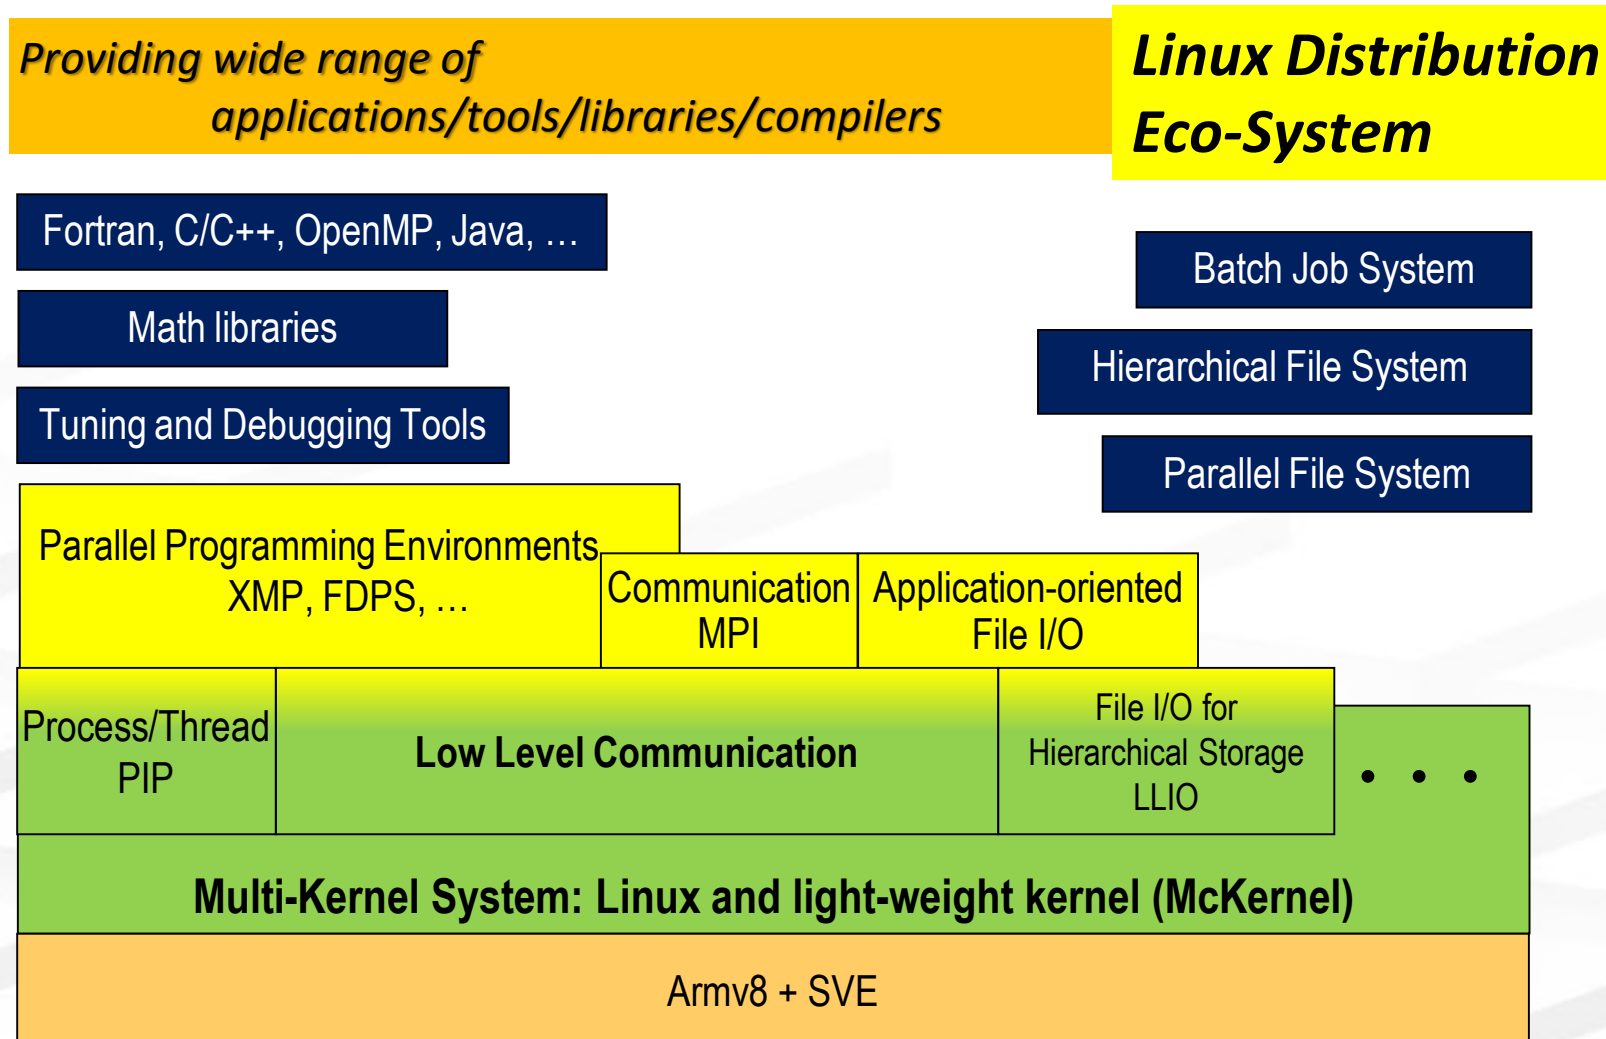 Providing wide range of
applications/tools/libraries/compilers
Linux Distribution
Eco-System
Fortran, C/C++, OpenMP, Java, …
Math libraries
Tuning and Debugging Tools
Batch Job System
Hierarchical File System
Parallel File System
Parallel Programming Environments
XMP, FDPS, …
Communication
MPI
Application-oriented
File I/O
Process/Thread
PIP
Low Level Communication
File I/O for
Hierarchical Storage
LLIO
• • •
Multi-Kernel System: Linux and light-weight kernel (McKernel)
Armv8 + SVE